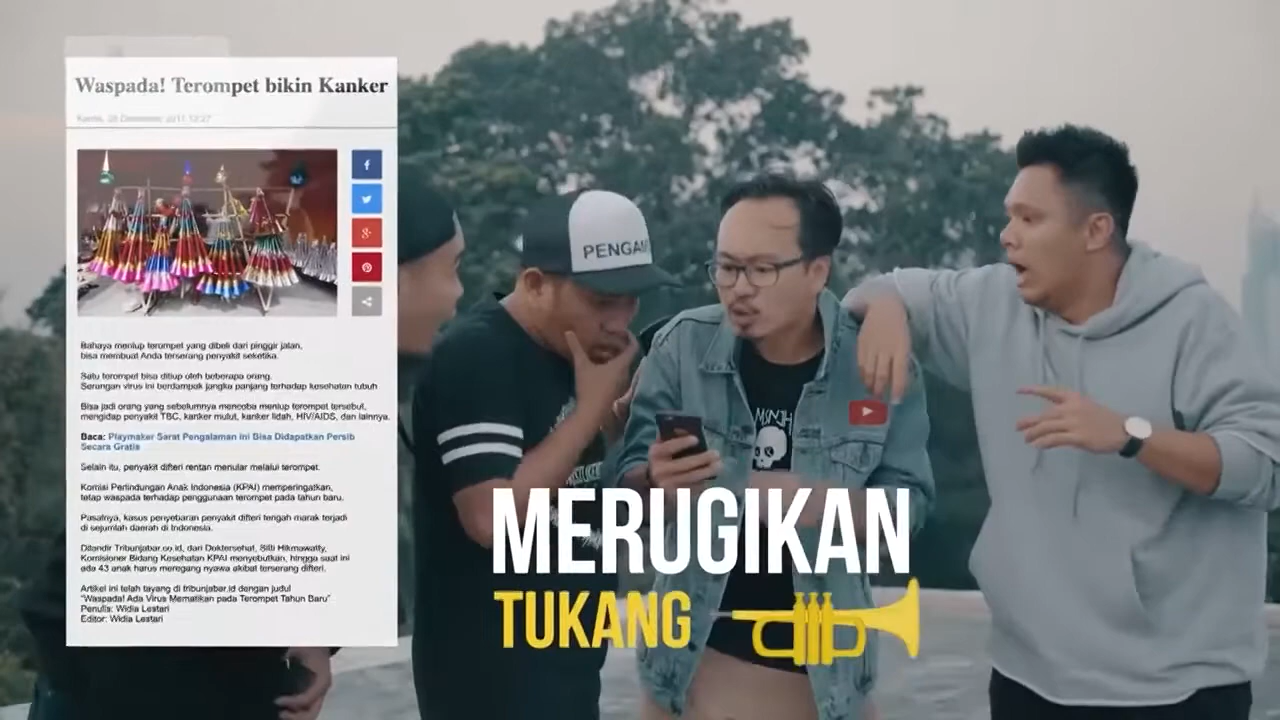 Waspada! Terompet bikin Kanker
Bahaya meniup terompet yang dibeli dari pinggir jalan,
bisa membuat Anda terserang penyakit seketika.
Satu terompet bisa ditiup oleh beberapa orang.
Serangan virus ini berdampak jangka panjang terhadap kesehatan tubuh
Bisa jadi orang yang sebelumnya mencoba meniup terompet tersebut,
mengidap penyakit TBC, kanker mulut, kanker lidah, HIV/AIDS, dan lainnya.
Baca: Playmaker Sarat Pengalaman ini Bisa Didapatkan Persib
Secara Gratis
Selain itu, penyakit difteri rentan menular melalui terompet.
Komisi Perlindungan Anak Indonesia (KPAI) memperingatkan,
tetap waspada terhadap penggunaan terompet pada tahun baru.
Pasalnya, kasus penyebaran penyakit difteri tengah marak terjadi
di sejumlah daerah di Indonesia.
Dilandir Tribunjabar.co.id, dari Doktersehat, Sitti Hikmawatty,
Komisioner Bidang Kesehatan KPAI menyebutkan, hingga saat ini
ada 43 anak harus meregang nyawa akibat terserang difteri.
Artikel ini telah tayang di tribunjabar.id dengan judul
"Waspada! Ada Virus Mematikan pada Terompet Tahun Baru"
Penulis: Widia Lestari
Editor: Widia Lestari
PENGA
MERUGIKAN
TUKANG